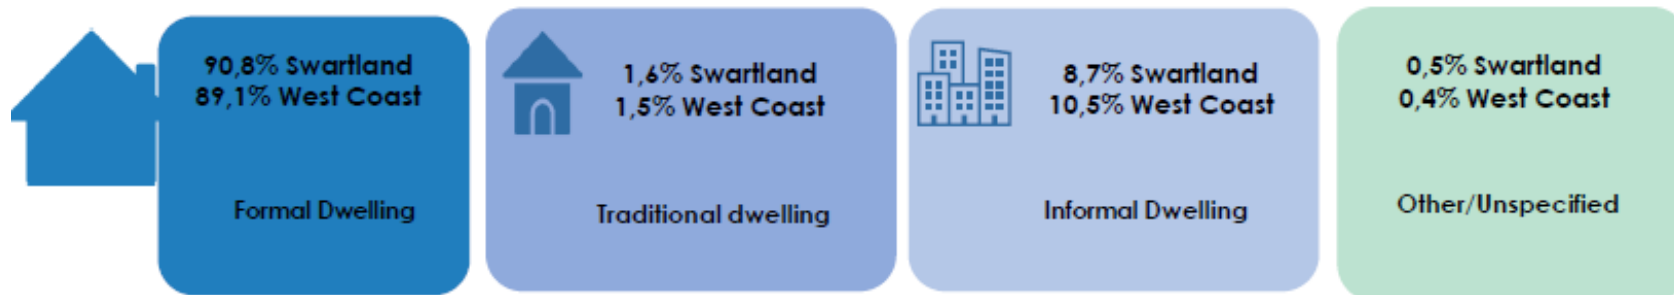 90,8% Swartland
89,1% West Coast
Formal Dwelling
1,6% Swartland
1,5% West Coast
Traditional dwelling
8,7% Swartland
10,5% West Coast
Informal Dwelling
0,5% Swartland
0,4% West Coast
Other/Unspecified